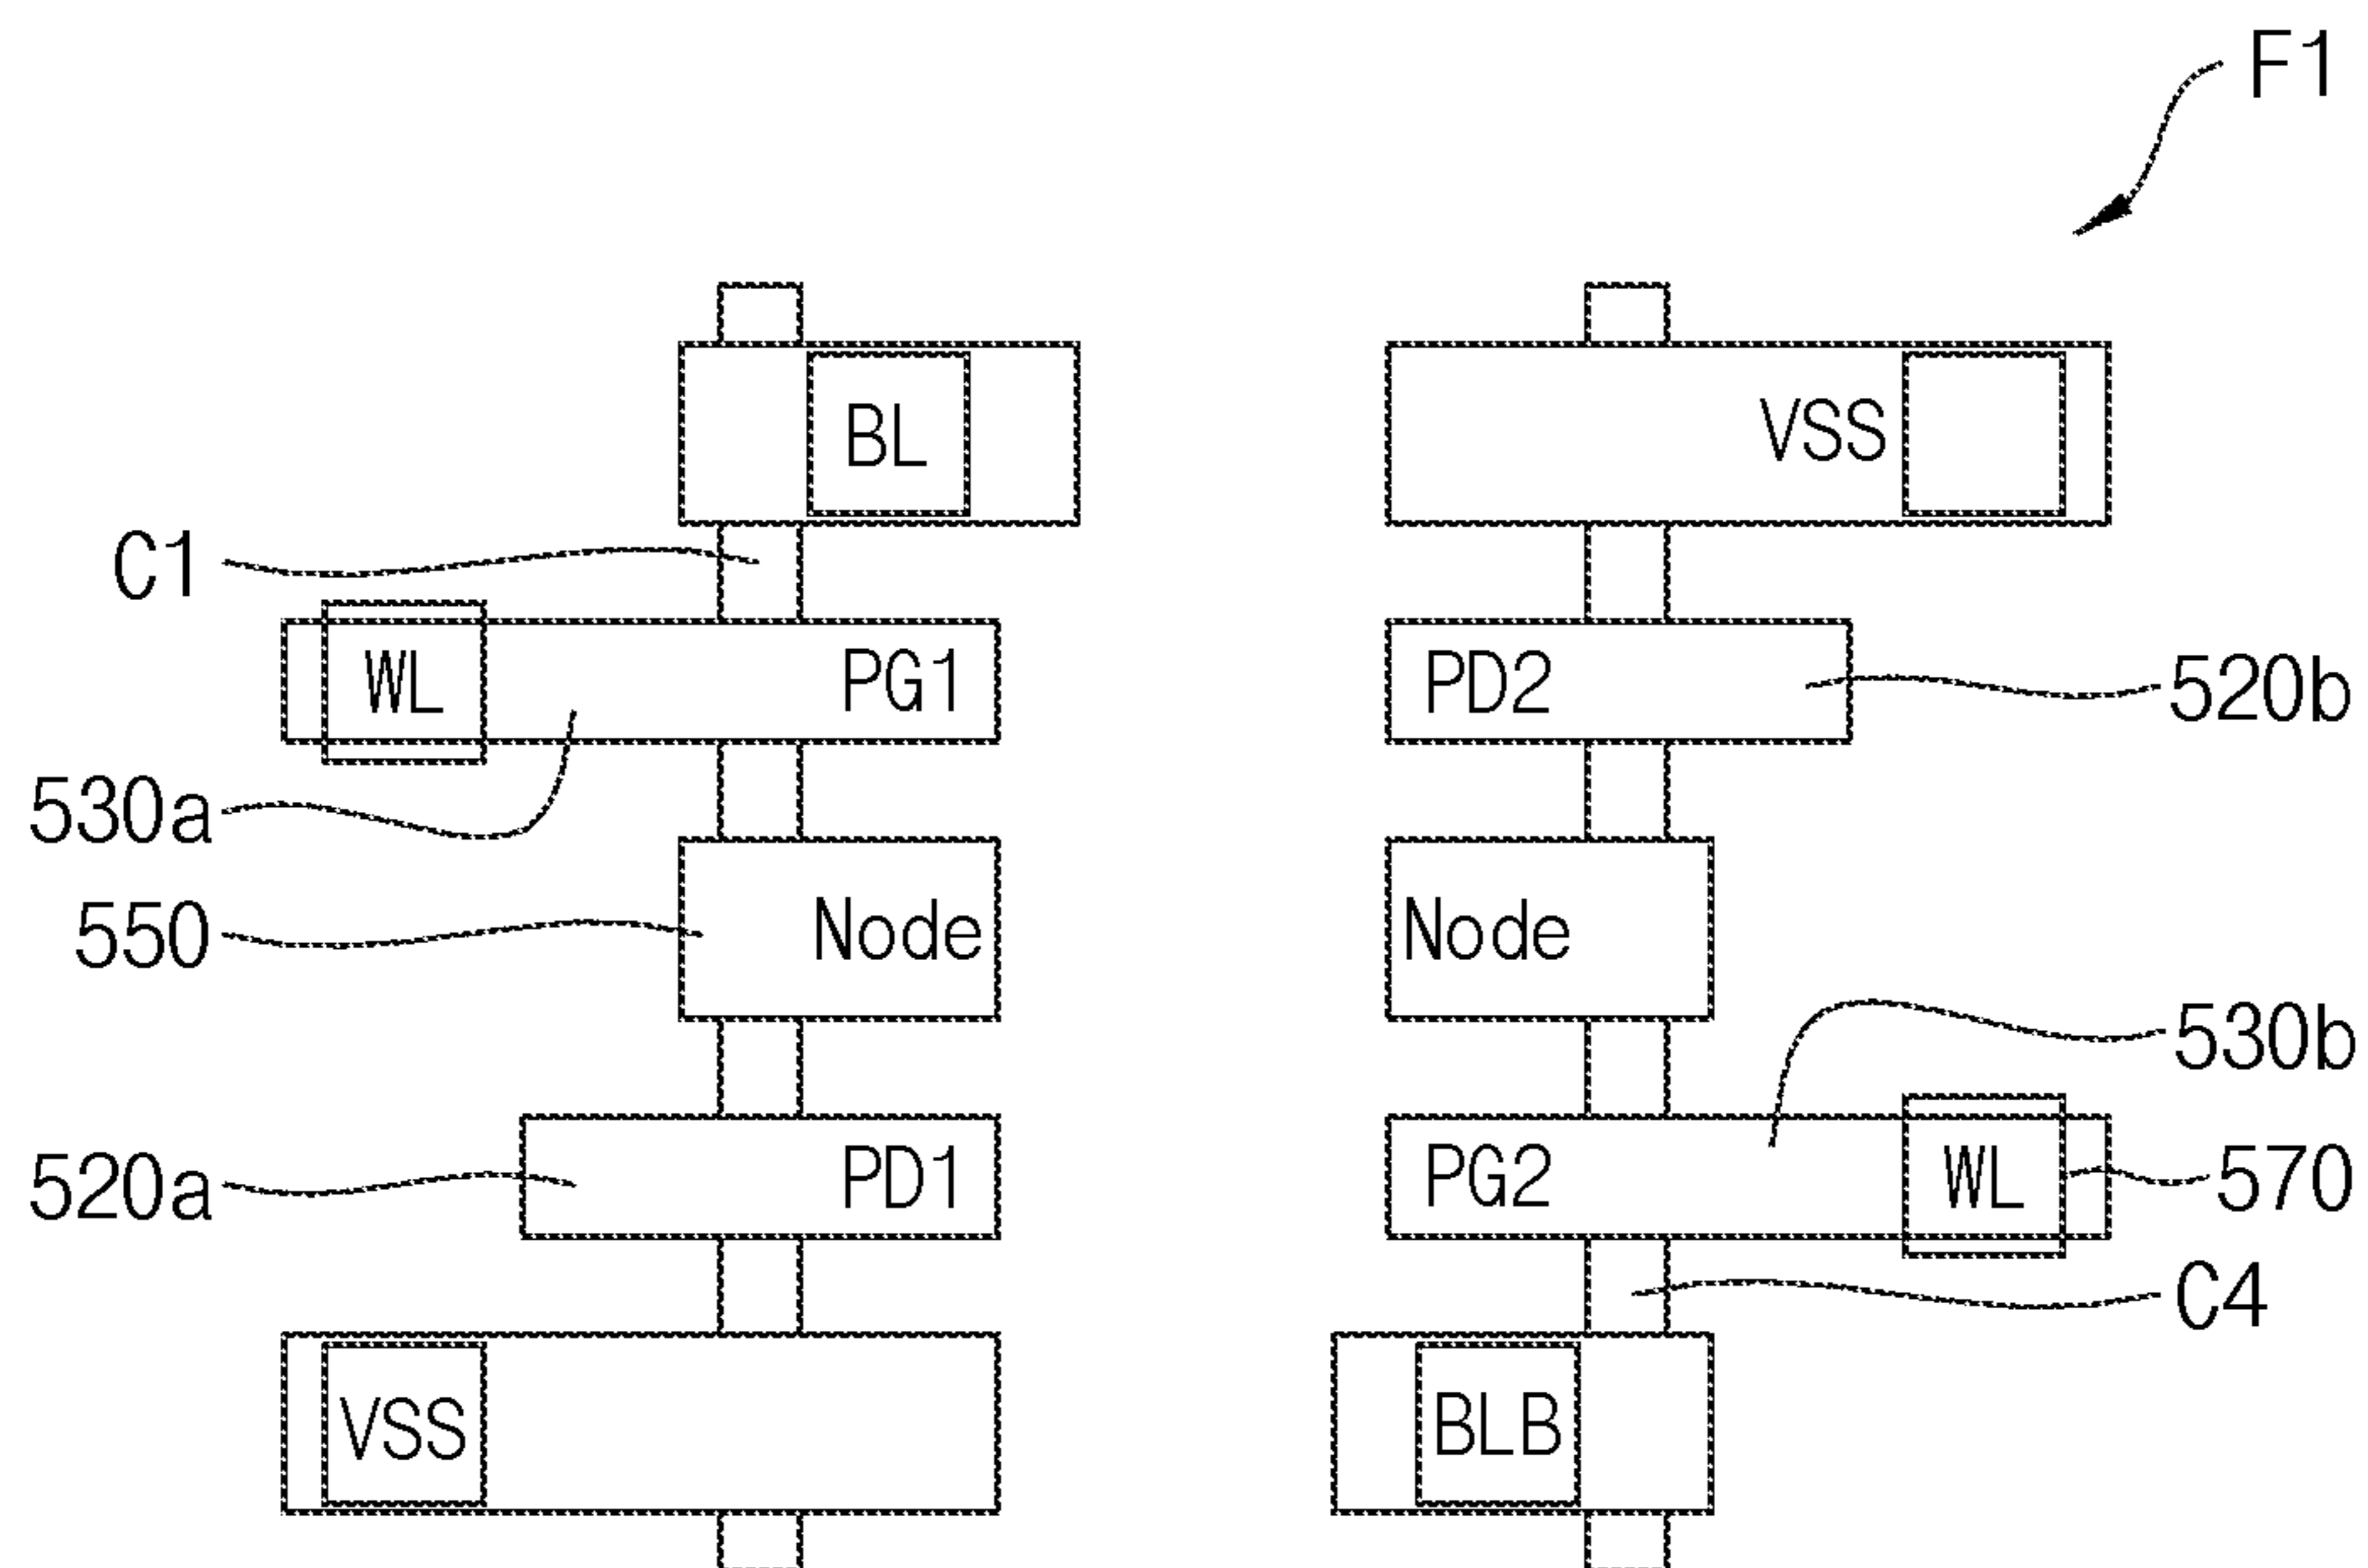 F1
BL
VSS
C1
WL
PG1
PD2
520b
530a
550
Node
Node
530b
520a
PD1
PG2
WL
570
C4
VSS
BLB